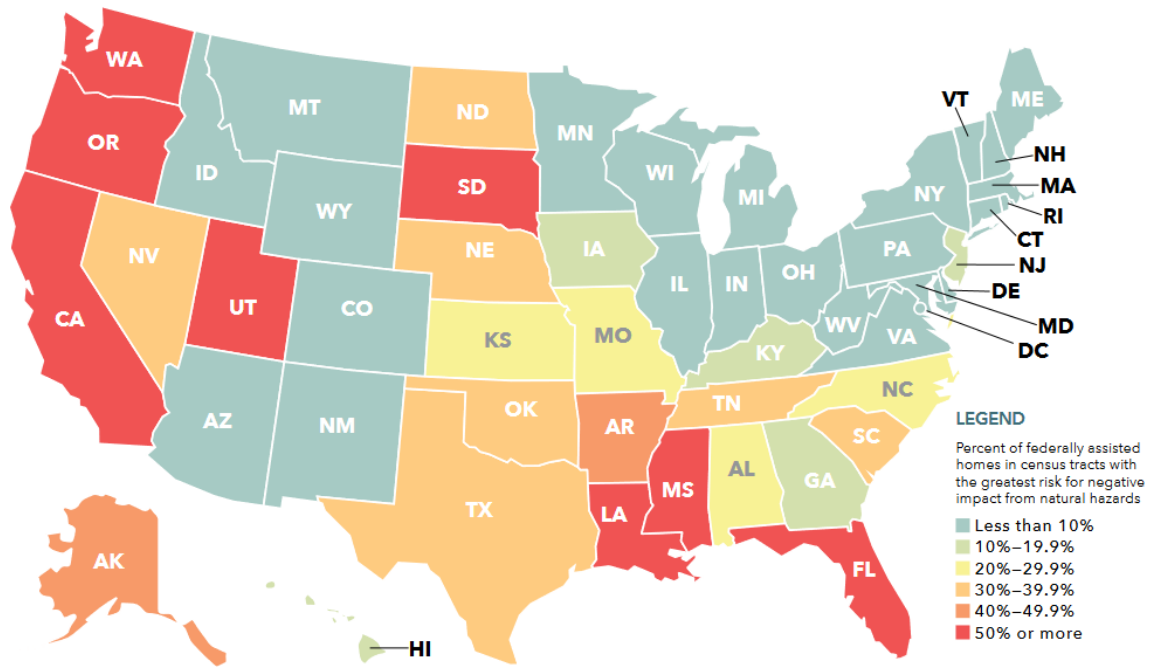 WA
MT
ND
MN
VT
ME
OR
ID
SD
WI
MI
NH
WY
NY
MA
RI
NV
NE
IA
PA
CT
NJ
UT
CO
IL
IN
OH
DE
CA
KS
MO
KY
WV
VA
MD
DC
AZ
NM
OK
AR
TN
NC
SC
TX
LA
MS
AL
GA
AK
FL
HI
LEGEND
Percent of federally assisted
homes in census tracts with
the greatest risk for negative
impact from natural hazards
Less than 10%
10%–19.9%
20%–29.9%
30%–39.9%
40%–49.9%
50% or more